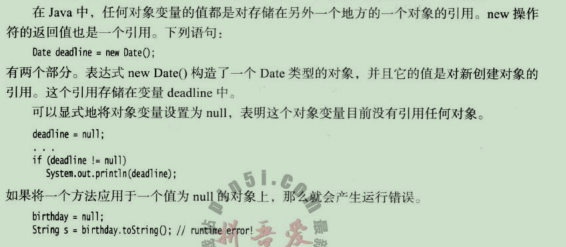 在 Java 中，任何对象变量的值都是对存储在另外一个地方的一个对象的引用。new 操作
符的返回值也是一个引用。下列语句：
Date deadline = new Date();
有两个部分。表达式 new Date() 构造了一个 Date 类型的对象，并且它的值是对新创建对象的
引用。这个引用存储在变量 deadline 中。
可以显式地将对象变量设置为 null，表明这个对象变量目前没有引用任何对象。
deadline = null;
. . .
if (deadline != null)
System.out.println(deadline);
如果将一个方法应用于一个值为 null 的对象上，那么就会产生运行错误。
birthday = null;
String s = birthday.toString(); // runtime error!